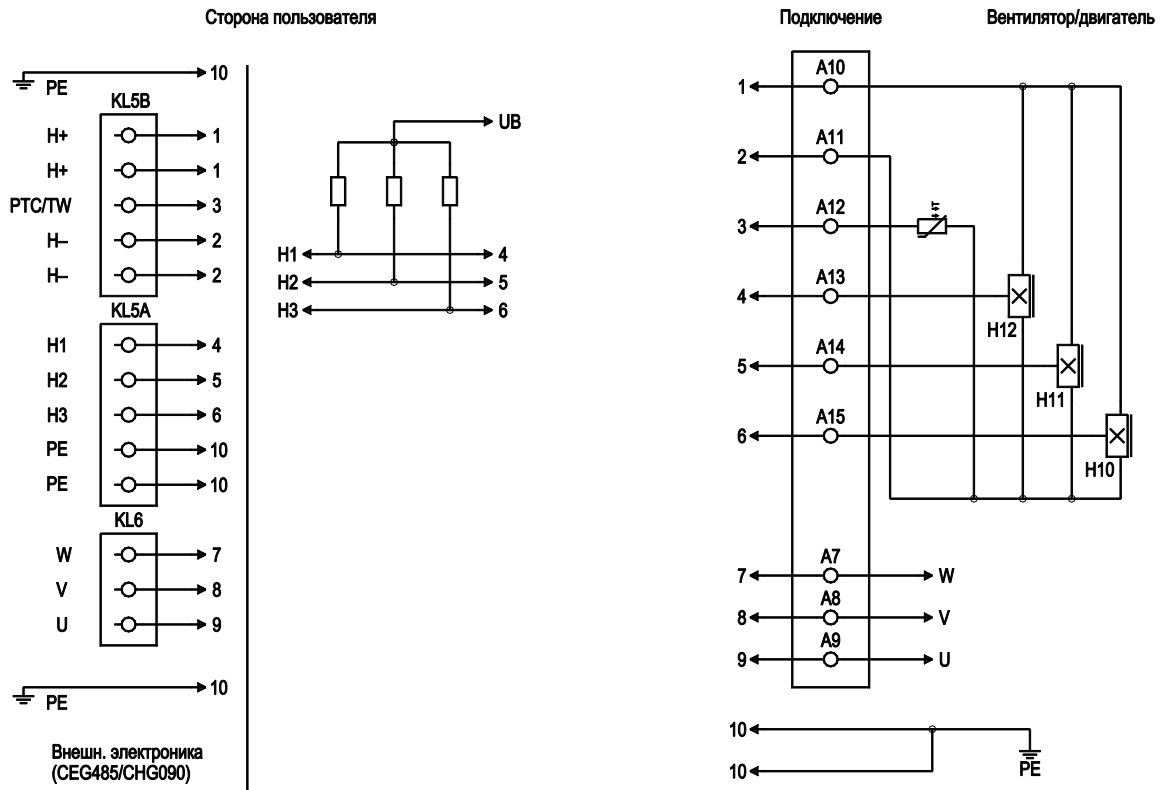 Сторона пользователя
Подключение
Вентилятор/двигатель
PE
10
KL5B
H+ 1
H+ 1
PTC/TW 3
H– 2
H– 2
KL5A
H1 4
H2 5
H3 6
PE 10
PE 10
KL6
W 7
V 8
U 9
PE
10
Внешн. электроника
(CEG485/CHG090)
UB
H1 4
H2 5
H3 6
1 A10
2 A11
3 A12
T
4 A13
H12
5 A14
H11
6 A15
H10
7 A7 W
8 A8 V
9 A9 U
10
10
PE